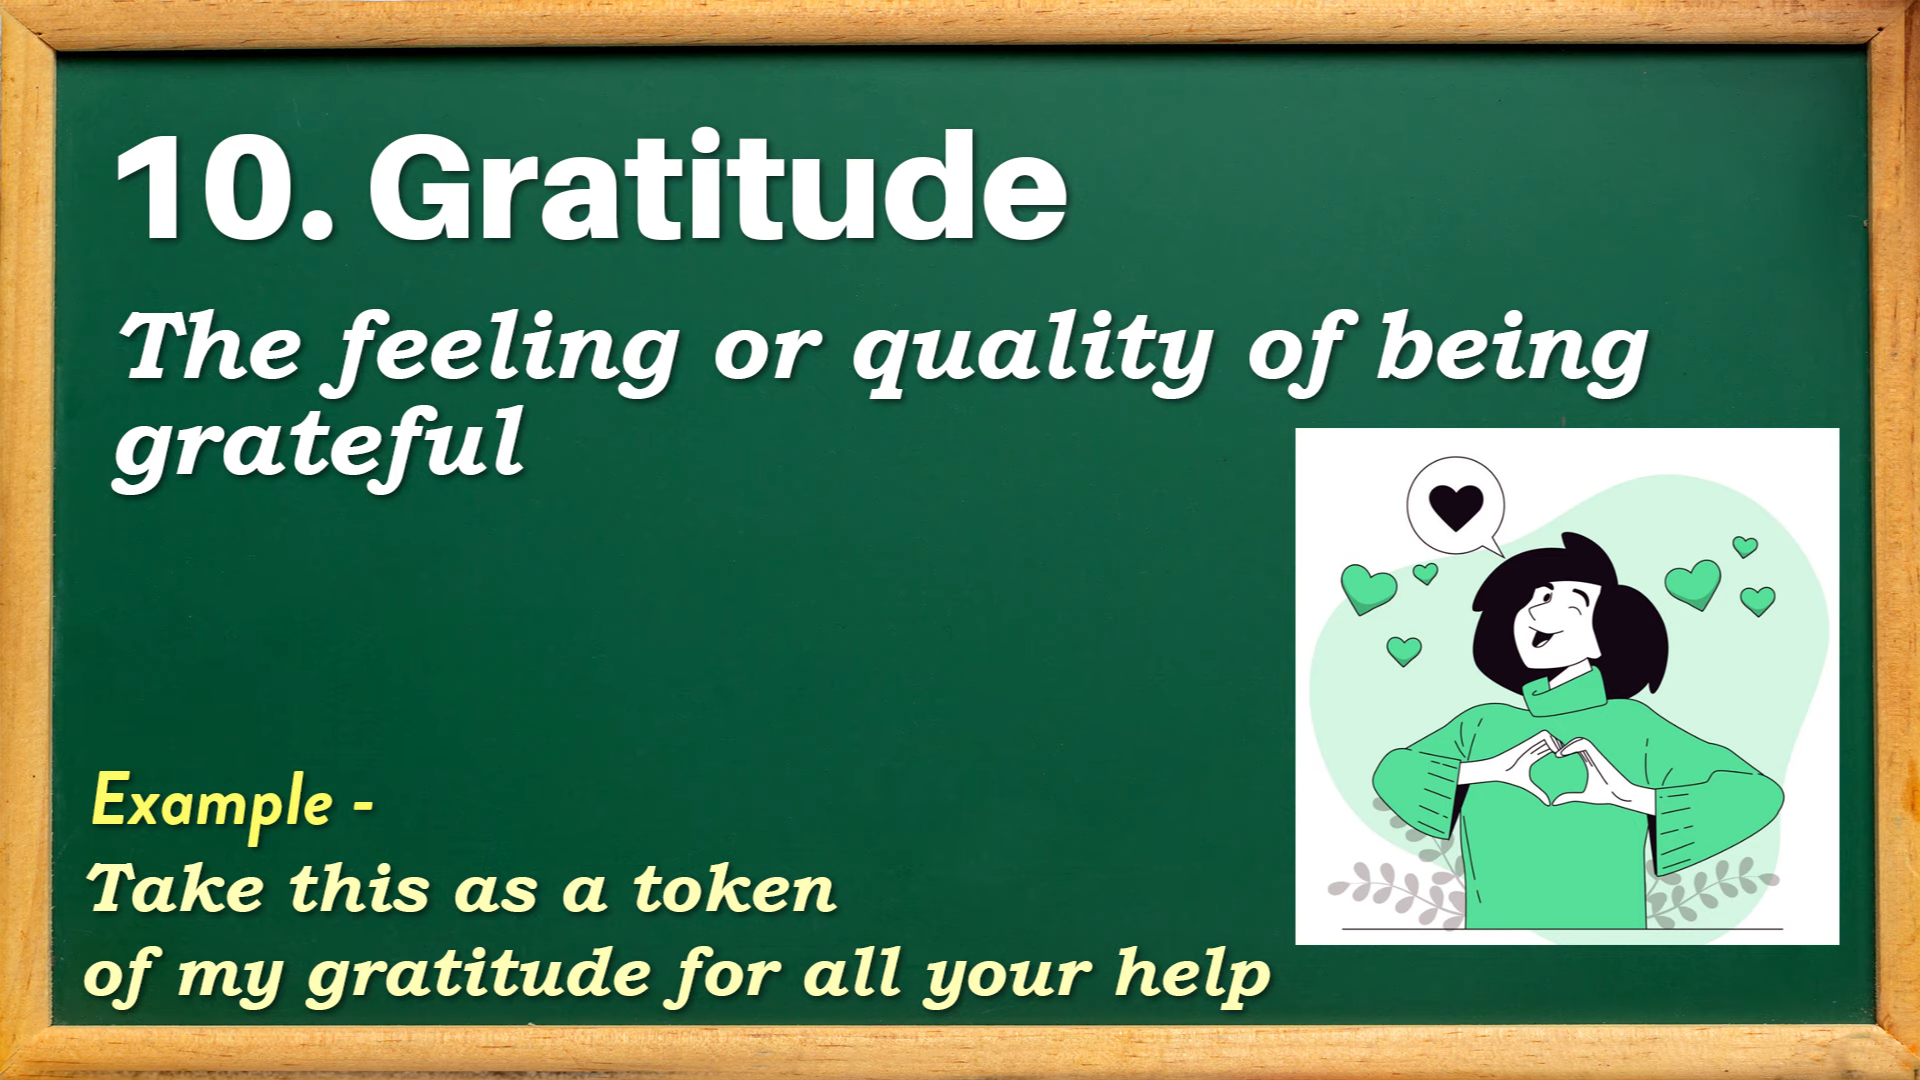 10. Gratitude
The feeling or quality of being
grateful
Example -
Take this as a token
of my gratitude for all your help